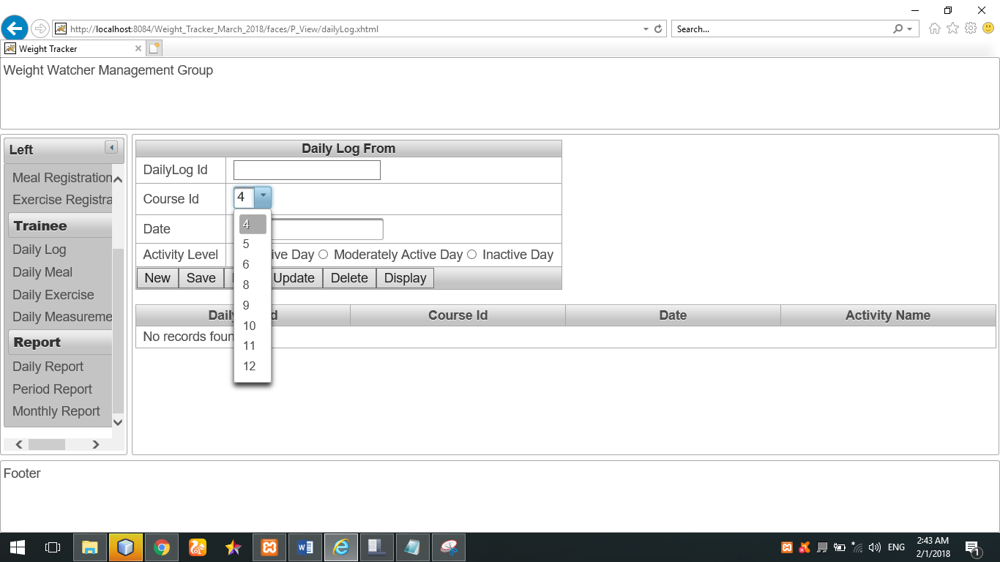 http://localhost:8084/Weight_Tracker_March_2018/faces/P_View/dailyLog.xhtml
Search...
Weight Tracker
Weight Watcher Management Group
Left
Meal Registration
Exercise Registra
Trainee
Daily Log
Daily Meal
Daily Exercise
Daily Measureme
Report
Daily Report
Period Report
Monthly Report
Daily Log From
DailyLog Id
Course Id 4
4
5
6
8
9
10
11
12
Date
Activity Level ive Day Moderately Active Day Inactive Day
New Save Update Delete Display
Daily d Course Id Date Activity Name
No records foun
Footer
ENG
2:43 AM
2/1/2018
1